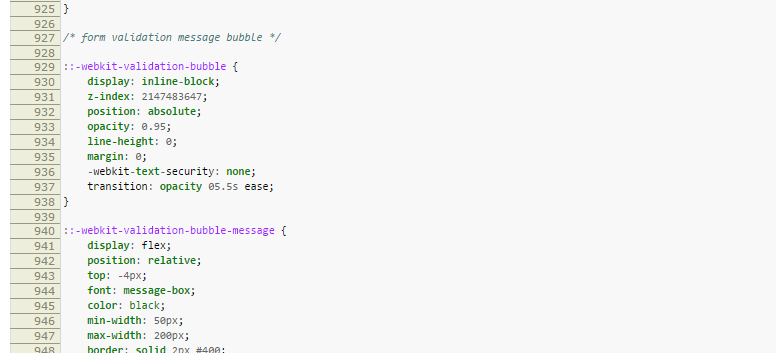 925 }
926
927 /* form validation message bubble */
928
929 ::-webkit-validation-bubble {
930 display: inline-block;
931 z-index: 2147483647;
932 position: absolute;
933 opacity: 0.95;
934 line-height: 0;
935 margin: 0;
936 -webkit-text-security: none;
937 transition: opacity 05.5s ease;
938 }
939
940 ::-webkit-validation-bubble-message {
941 display: flex;
942 position: relative;
943 top: -4px;
944 font: message-box;
945 color: black;
946 min-width: 50px;
947 max-width: 200px;
948 border: solid 2px #400;